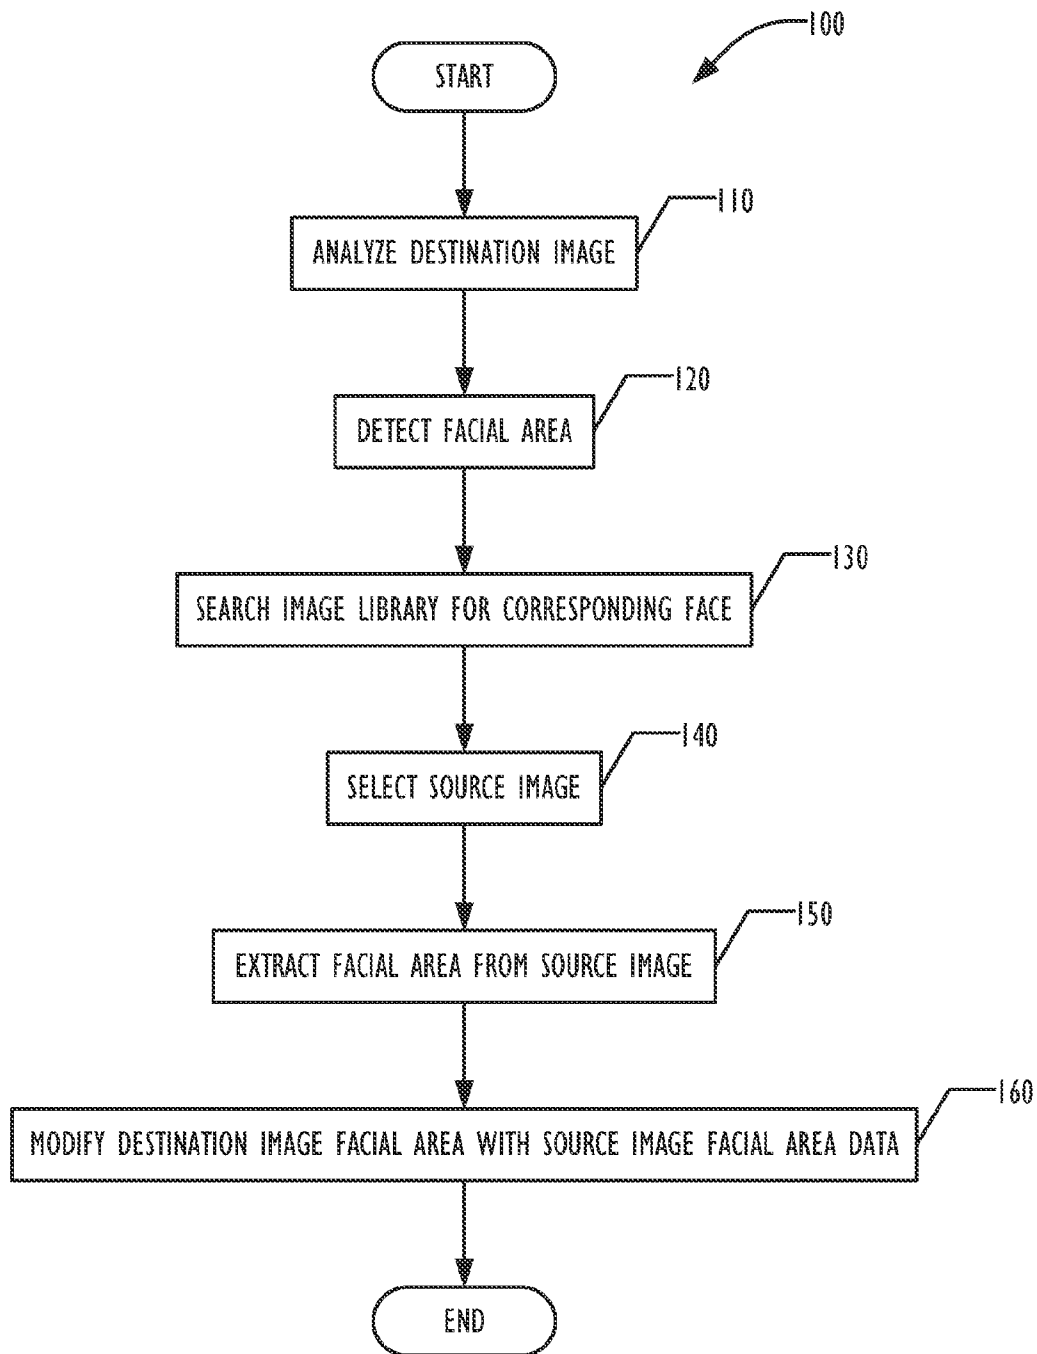 100
START
110
ANALYZE DESTINATION IMAGE
120
DETECT FACIAL AREA
130
SEARCH IMAGE LIBRARY FOR CORRESPONDING FACE
140
SELECT SOURCE IMAGE
150
EXTRACT FACIAL AREA FROM SOURCE IMAGE
160
MODIFY DESTINATION IMAGE FACIAL AREA WITH SOURCE IMAGE FACIAL AREA DATA
END